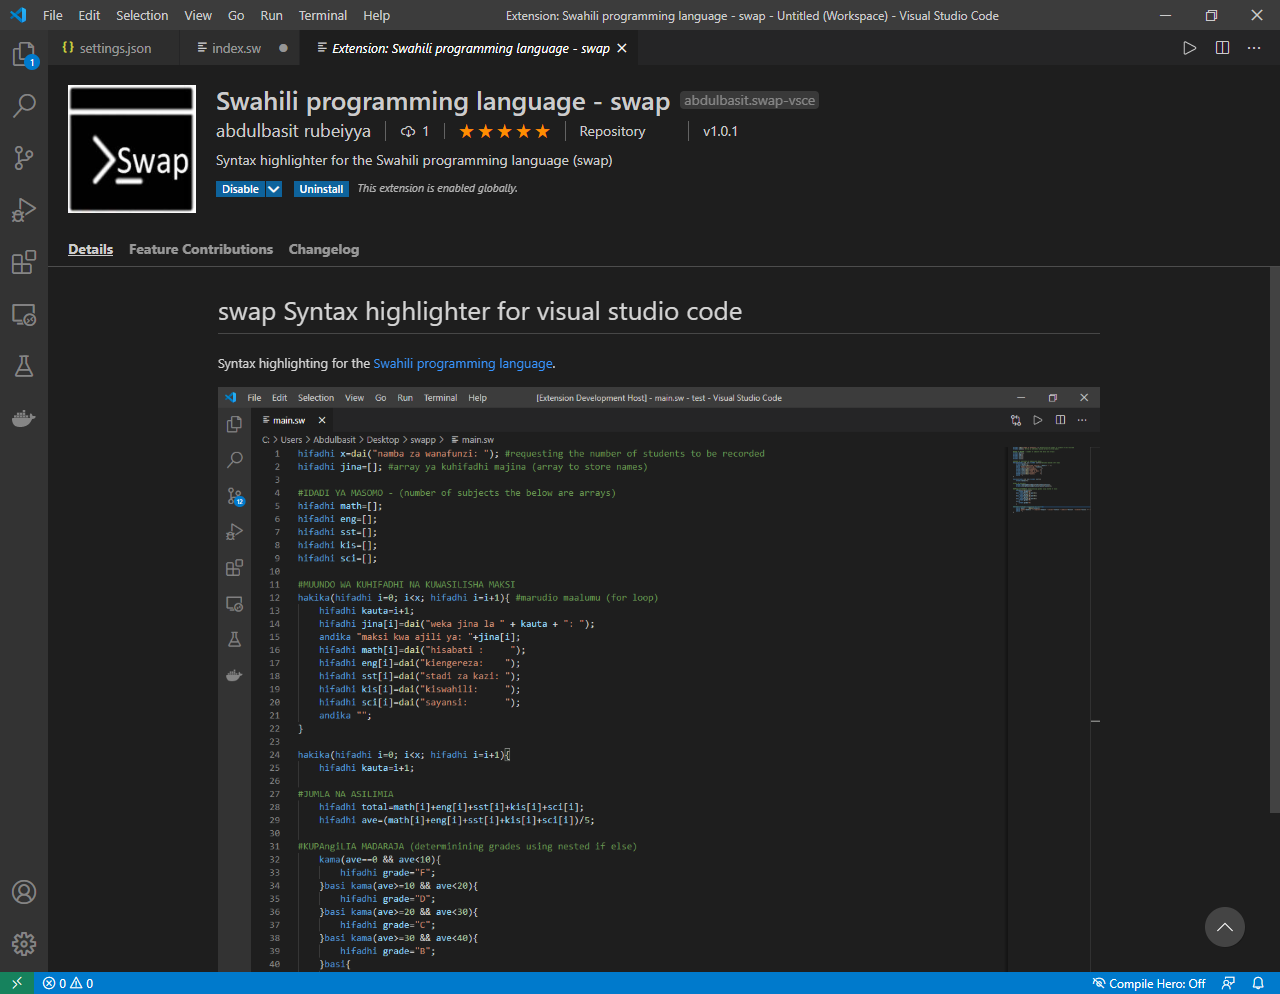 File Edit Selection View Go Run Terminal Help Extension: Swahili programming language - swap - Untitled (Workspace) - Visual Studio Code
{} settings.json index.sw Extension: Swahili programming language - swap
1
Swap
Swahili programming language - swap abdulbasit.swap-vsce
abdulbasit rubeiyya 1 Repository v1.0.1
Syntax highlighter for the Swahili programming language (swap)
Disable Uninstall This extension is enabled globally.
Details Feature Contributions Changelog
swap Syntax highlighter for visual studio code
Syntax highlighting for the Swahili programming language.
File Edit Selection View Go Run Terminal Help [Extension Development Host] - main.sw - test - Visual Studio Code
main.sw
C: > Users > Abdulbasit > Desktop > swapp > main.sw
12
1 hifadhi x=dai("namba za wanafunzi: "); #requesting the number of students to be recorded
2 hifadhi jina=[]; #array ya kuhifadhi majina (array to store names)
3
4 #IDADI YA MASOMO - (number of subjects the below are arrays)
5 hifadhi math=[];
6 hifadhi eng=[];
7 hifadhi sst=[];
8 hifadhi kis=[];
9 hifadhi sci=[];
10
11 #MUUNDO WA KUHIFADHI NA KUWASILISHA MAKSI
12 hakika(hifadhi i=0; i<x; hifadhi i=i+1){ #marudio maalumu (for loop)
13 hifadhi kauta=i+1;
14 hifadhi jina[i]=dai("weka jina la " + kauta + ": ");
15 andika "maksi kwa ajili ya: "+jina[i];
16 hifadhi math[i]=dai("hisabati : ");
17 hifadhi eng[i]=dai("kiengereza: ");
18 hifadhi sst[i]=dai("stadi za kazi: ");
19 hifadhi kis[i]=dai("kiswahili: ");
20 hifadhi sci[i]=dai("sayansi: ");
21 andika "";
22 }
23
24 hakika(hifadhi i=0; i<x; hifadhi i=i+1){
25 hifadhi kauta=i+1;
26
27 #JUMLA NA ASILIMIA
28 hifadhi total=math[i]+eng[i]+sst[i]+kis[i]+sci[i];
29 hifadhi ave=(math[i]+eng[i]+sst[i]+kis[i]+sci[i])/5;
30
31 #KUPAngiLIA MADARAJA (determinining grades using nested if else)
32 kama(ave==0 && ave<10){
33 hifadhi grade="F";
34 }basi kama(ave>=10 && ave<20){
35 hifadhi grade="D";
36 }basi kama(ave>=20 && ave<30){
37 hifadhi grade="C";
38 }basi kama(ave>=30 && ave<40){
39 hifadhi grade="B";
40 }basi{
0 0 Compile Hero: Off